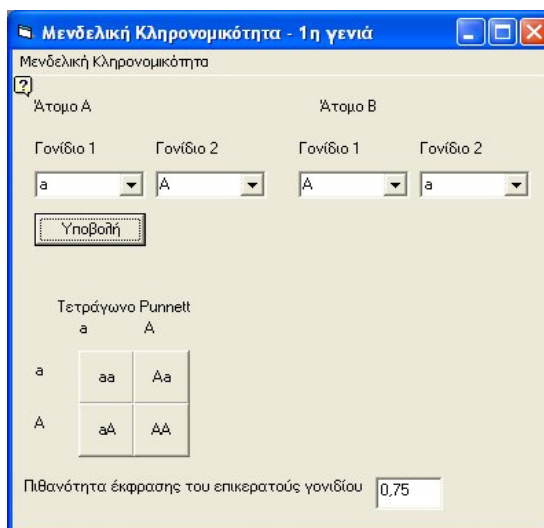 Μενδελική Κληρονομικότητα - 1η γενιά
Μενδελική Κληρονομικότητα
?
Άτομο Α Άτομο Β
Γονίδιο 1 Γονίδιο 2 Γονίδιο 1 Γονίδιο 2
a A A a
Υποβολή
Τετράγωνο Punnett
a A
a aa Aa
A aA AA
Πιθανότητα έκφρασης του επικερατούς γονιδίου 0,75